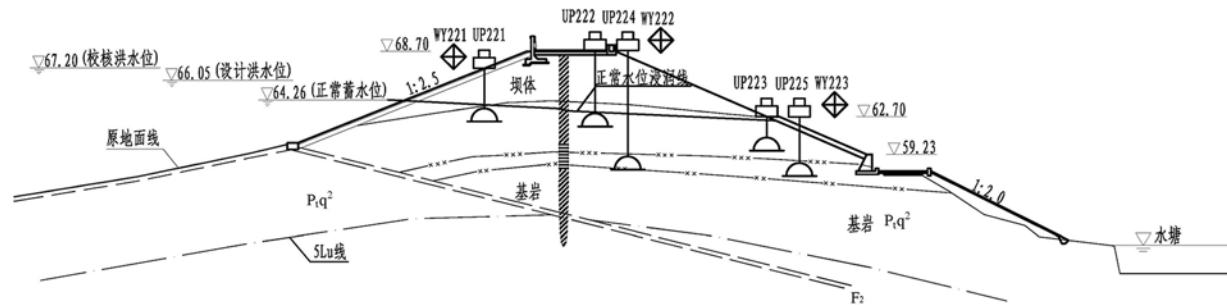 UP222 UP224 WY222
WY221 UP221
▽68.70
▽67.20(校核洪水位)
▽66.05(设计洪水位)
▽64.26(正常蓄水位)
1:2.5
坝体
正常水位浸润线
UP223 UP225 WY223
▽62.70
原地面线
▽59.23
基岩
P₁q²
基岩 P₁q²
1:2.0
5Lu线
▽水塘
F₂